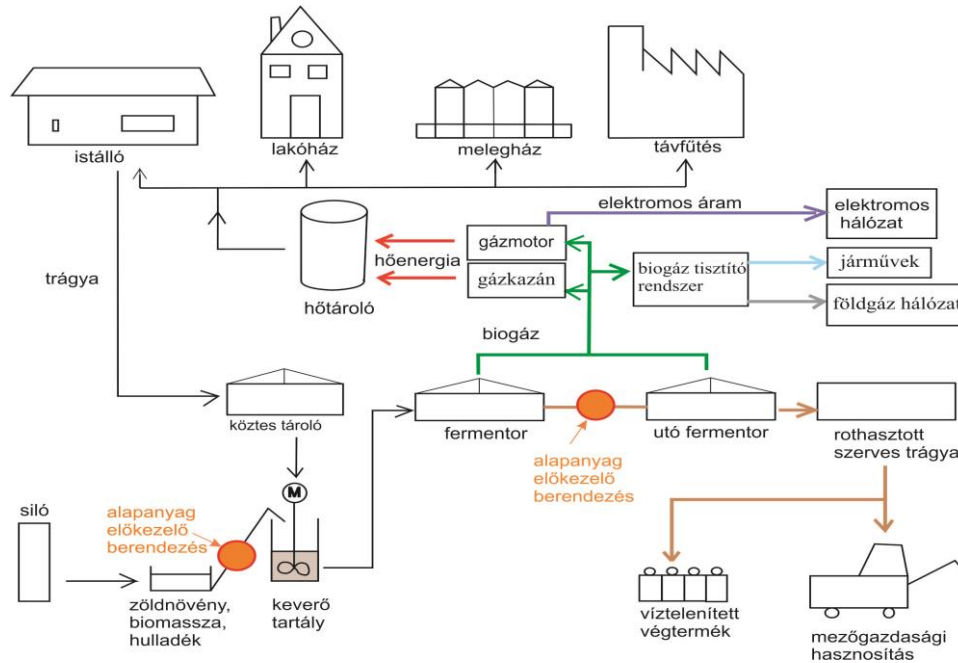 istálló
lakóház
melegház
távfűtés
elektromos áram
elektromos
hálózat
gázmotor
hőenergia
gázkazán
biogáz tisztító
rendszer
járművek
földgáz hálózat
trágya
hőtároló
biogáz
köztes tároló
fermentor
utó fermentor
rothasztott
szerves trágya
alapanyag
előkezelő
berendezés
M
siló
alapanyag
előkezelő
berendezés
zöldnövény,
biomassza,
hulladék
keverő
tartály
víztelenített
végtermék
mezőgazdasági
hasznosítás